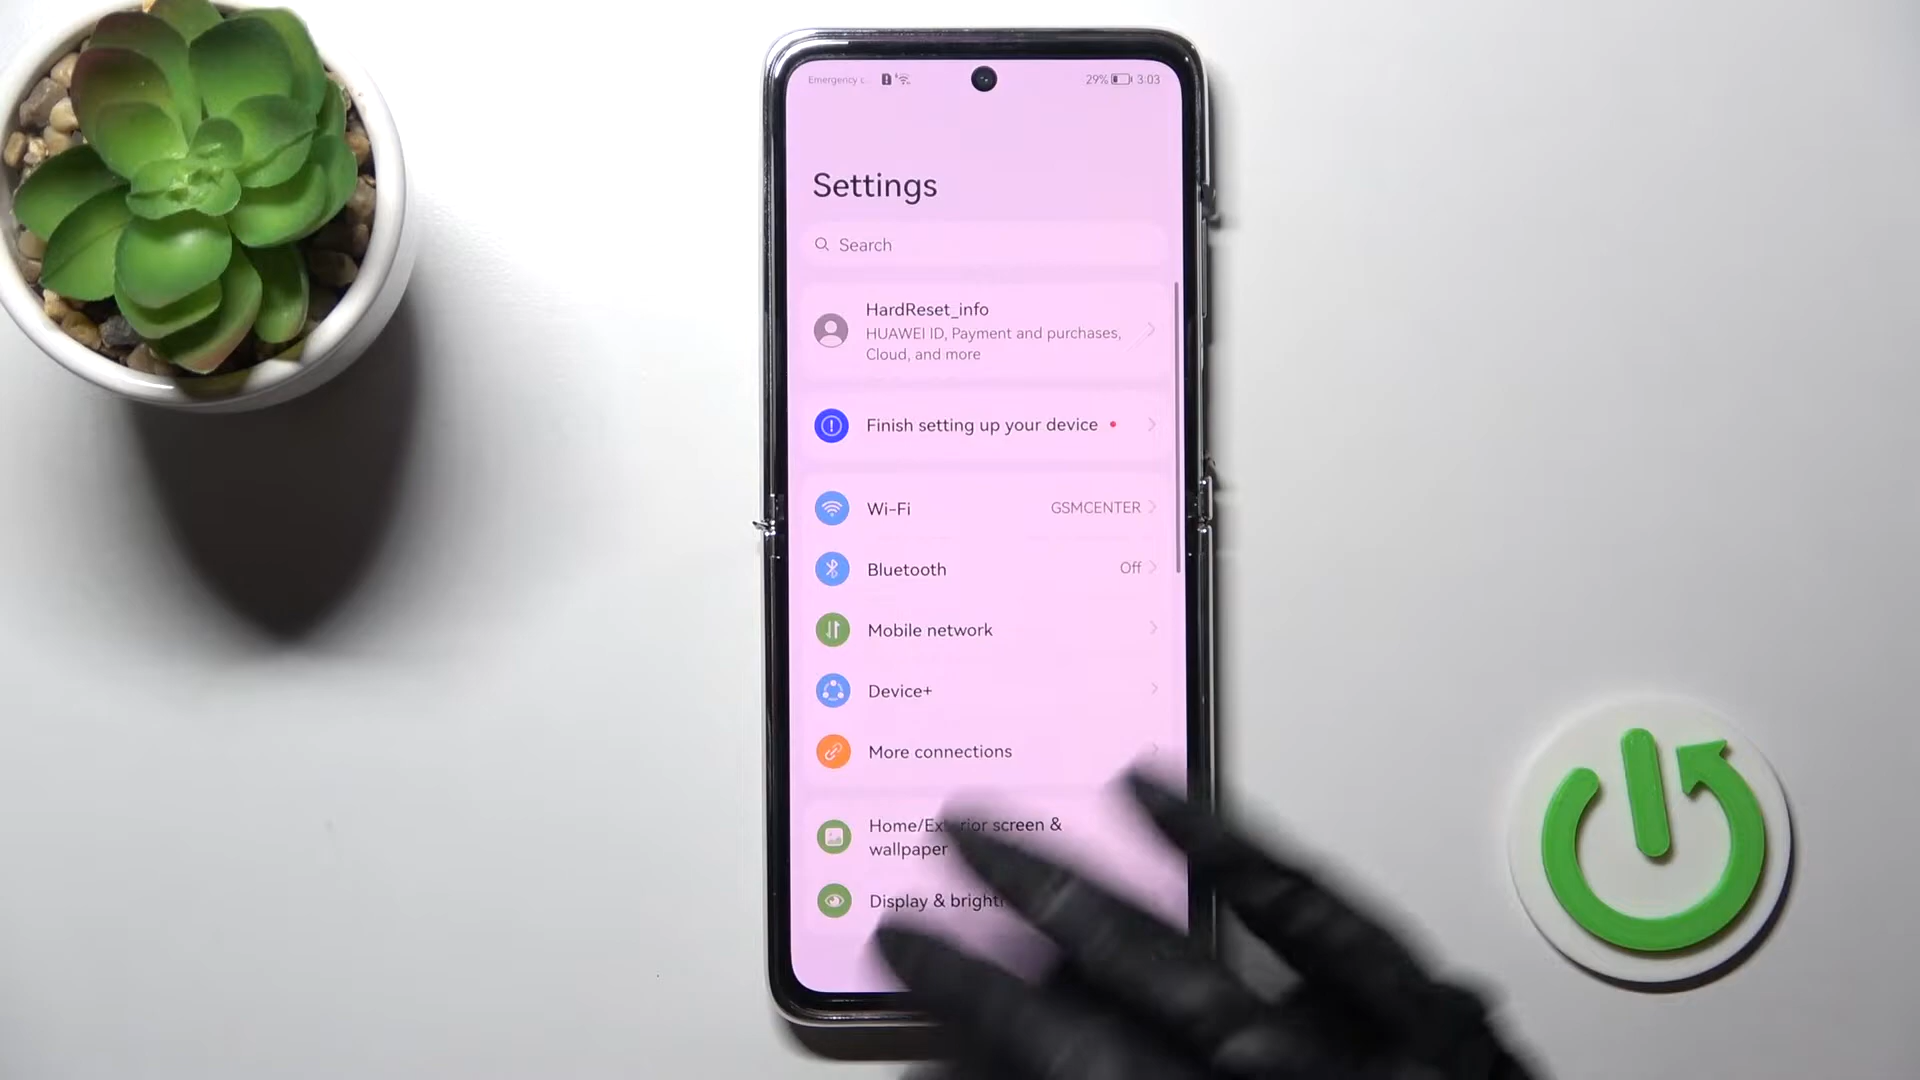 Emergency c
29% 3:03
Settings
Search
HardReset_info
HUAWEI ID, Payment and purchases,
Cloud, and more
Finish setting up your device
Wi-Fi GSMCENTER
Bluetooth Off
Mobile network
Device+
More connections
Home/Exterior screen &
wallpaper
Display &